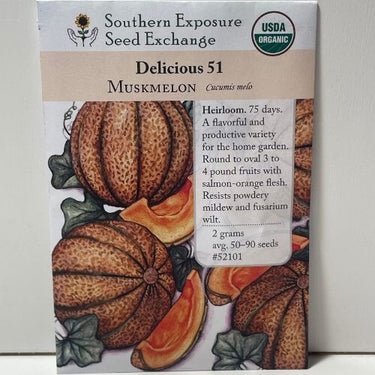 Southern Exposure
Seed Exchange
USDA
ORGANIC
Delicious 51
MUSKMELON Cucumis melo
Heirloom. 75 days.
A flavorful and
productive variety
for the home garden.
Round to oval 3 to
4 pound fruits with
salmon-orange flesh.
Resists powdery
mildew and fusarium
wilt.
2 grams
avg. 50–90 seeds
#52101